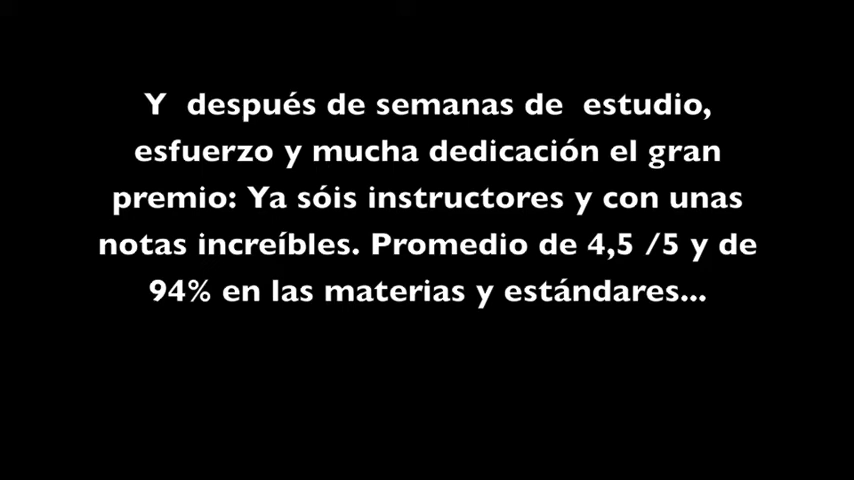 Y  después de semanas de  estudio,
esfuerzo y mucha dedicación el gran
premio: Ya sóis instructores y con unas
notas increíbles. Promedio de 4,5 /5 y de
94% en las materias y estándares...